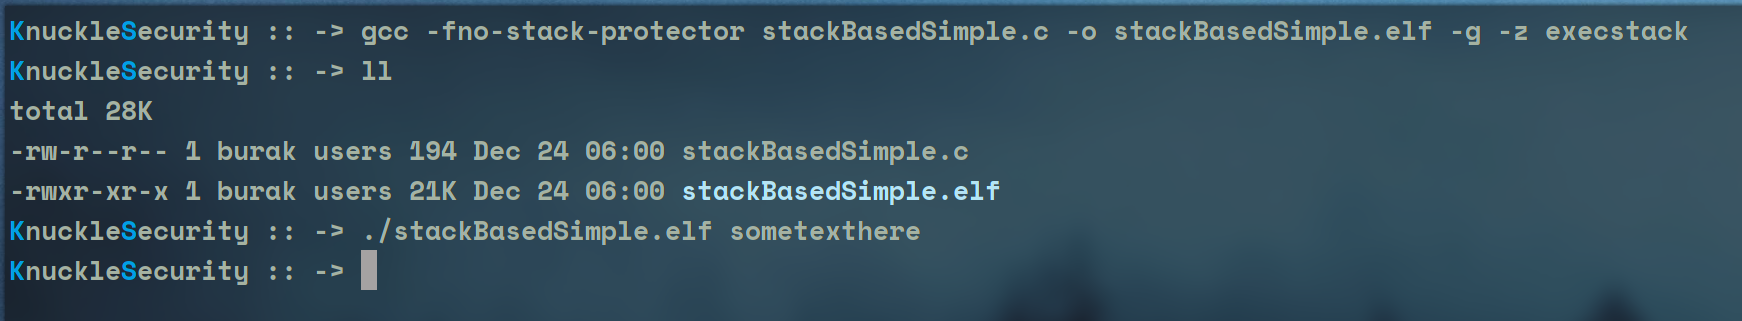 KnuckleSecurity :: -> gcc -fno-stack-protector stackBasedSimple.c -o stackBasedSimple.elf -g -z execstack
KnuckleSecurity :: -> ll
total 28K
-rw-r--r-- 1 burak users 194 Dec 24 06:00 stackBasedSimple.c
-rwxr-xr-x 1 burak users 21K Dec 24 06:00 stackBasedSimple.elf
KnuckleSecurity :: -> ./stackBasedSimple.elf sometexthere
KnuckleSecurity :: ->